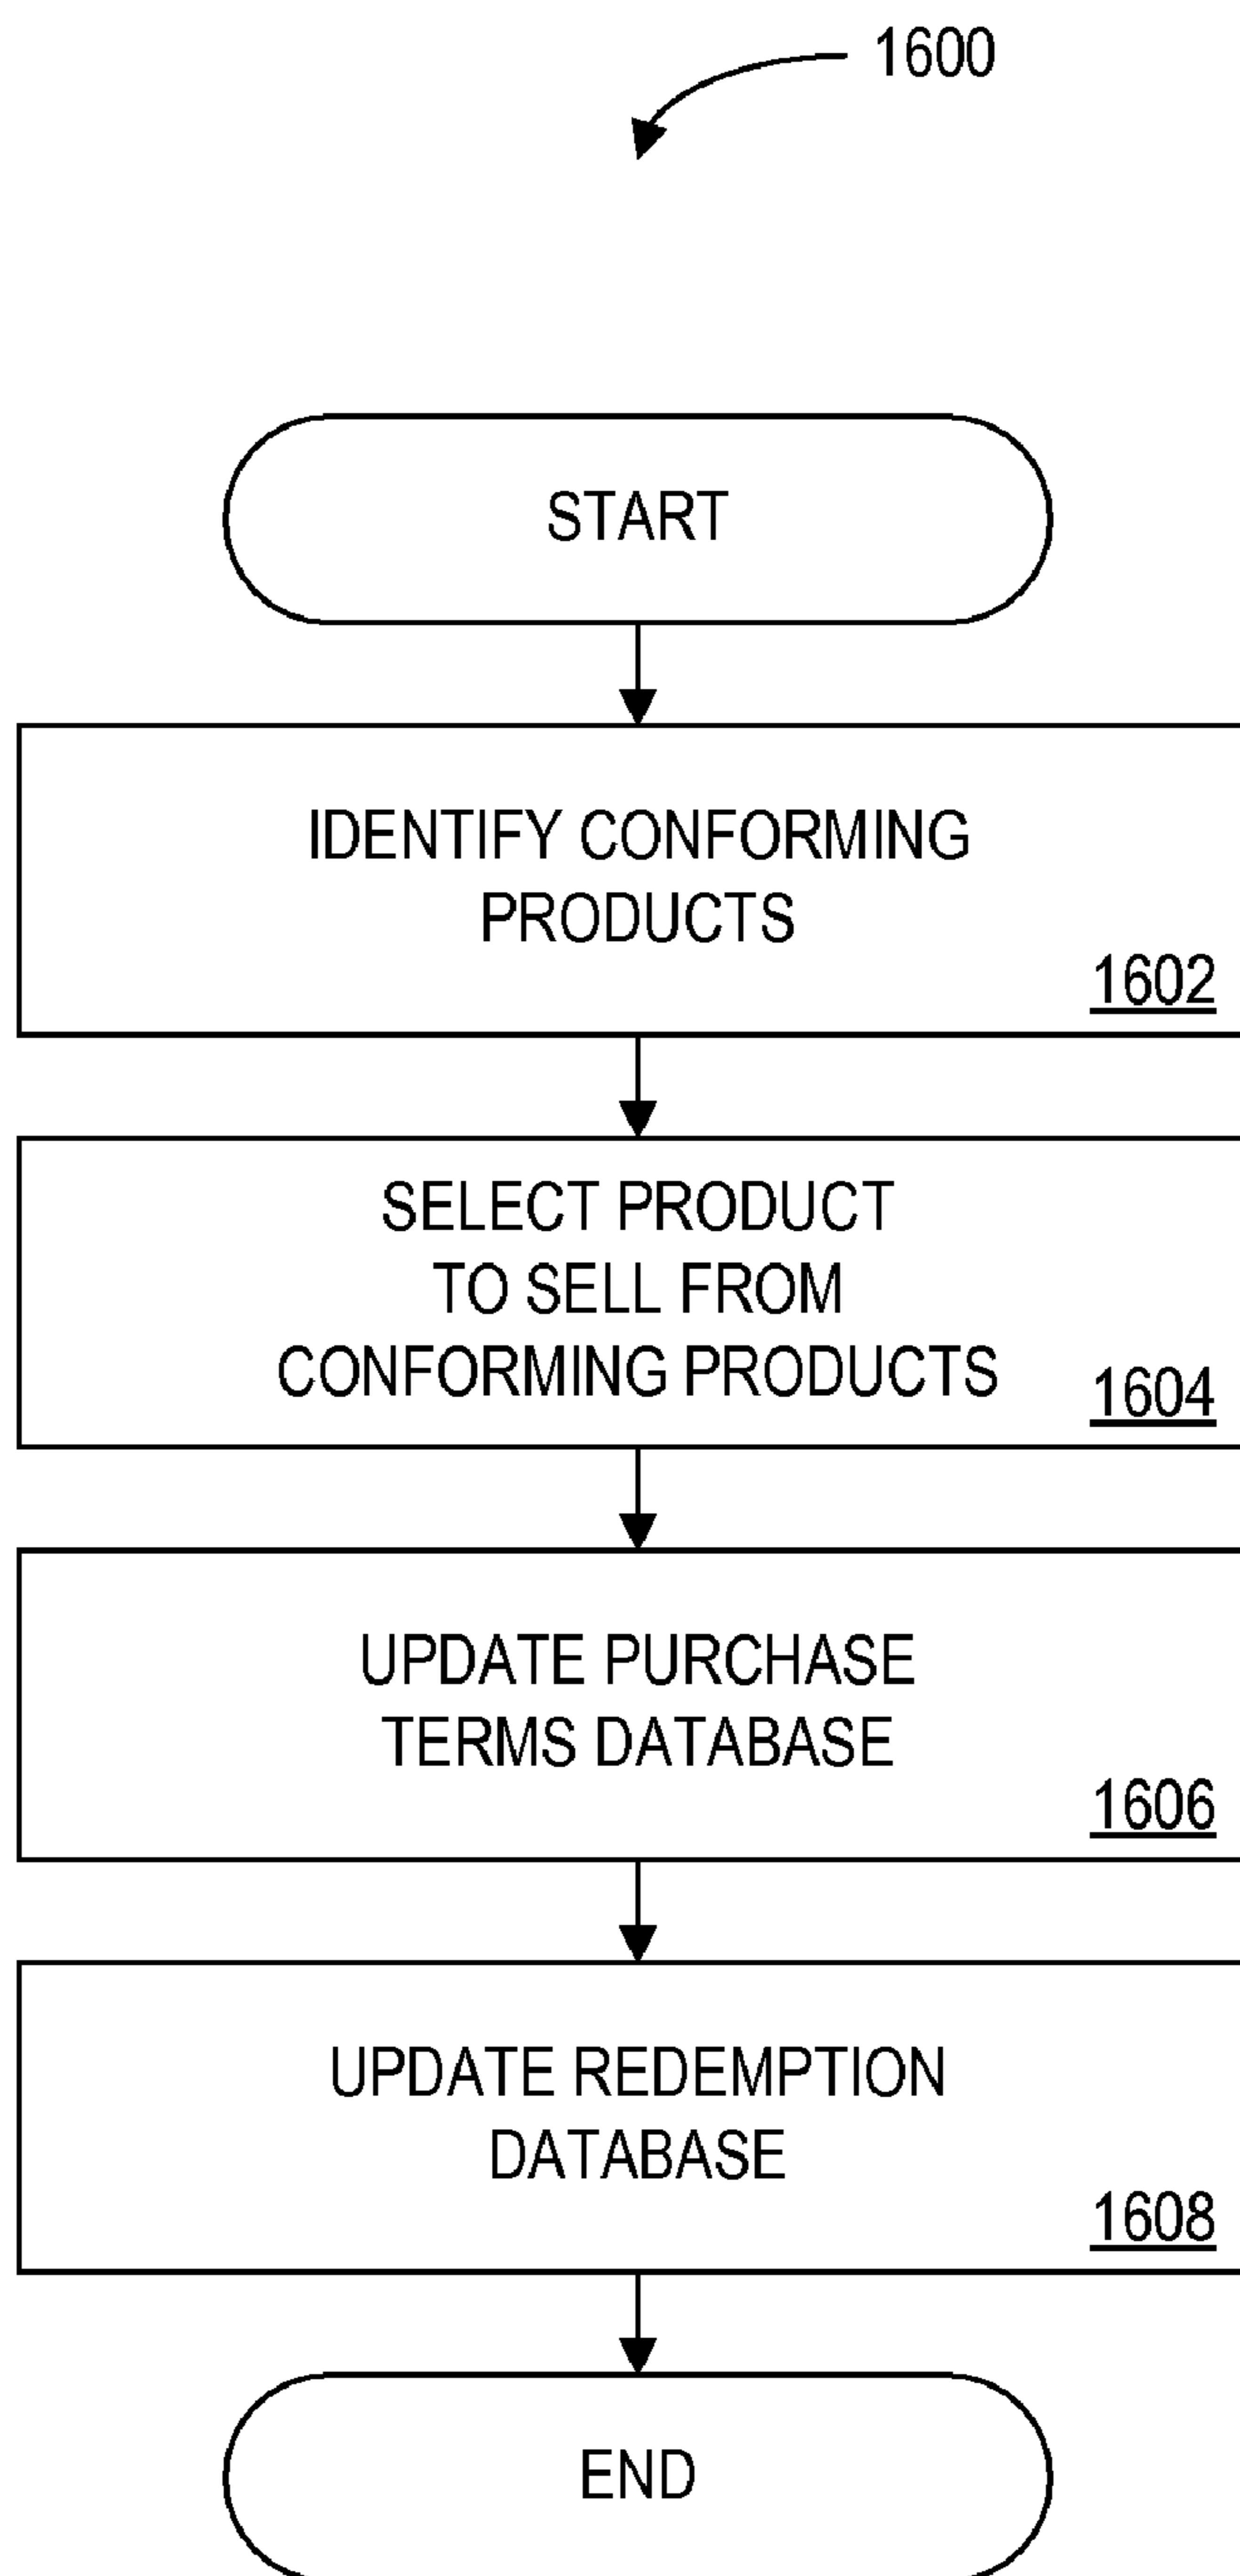 1600
START
IDENTIFY CONFORMING
PRODUCTS
1602
SELECT PRODUCT
TO SELL FROM
CONFORMING PRODUCTS
1604
UPDATE PURCHASE
TERMS DATABASE
1606
UPDATE REDEMPTION
DATABASE
1608
END